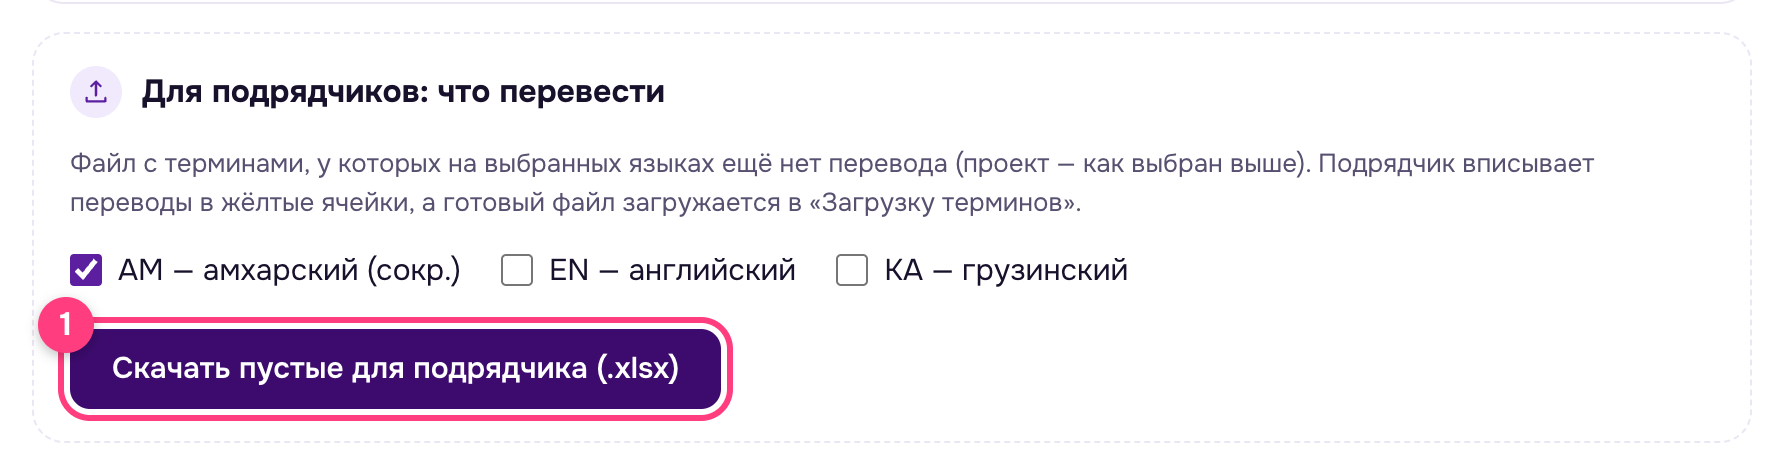 Для подрядчиков: что перевести
Файл с терминами, у которых на выбранных языках ещё нет перевода (проект — как выбран выше). Подрядчик вписывает
переводы в жёлтые ячейки, а готовый файл загружается в «Загрузку терминов».
AM — амхарский (сокр.) EN — английский KA — грузинский
1
Скачать пустые для подрядчика (.xlsx)